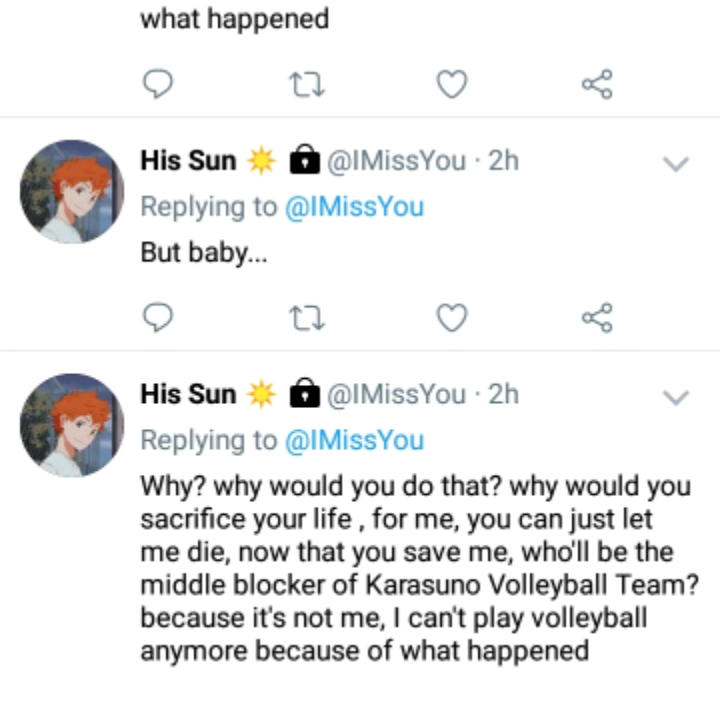 what happened
His Sun ☀️ 🔒 @IMissYou · 2h
Replying to @IMissYou
But baby...
His Sun ☀️ 🔒 @IMissYou · 2h
Replying to @IMissYou
Why? why would you do that? why would you
sacrifice your life , for me, you can just let
me die, now that you save me, who'll be the
middle blocker of Karasuno Volleyball Team?
because it's not me, I can't play volleyball
anymore because of what happened